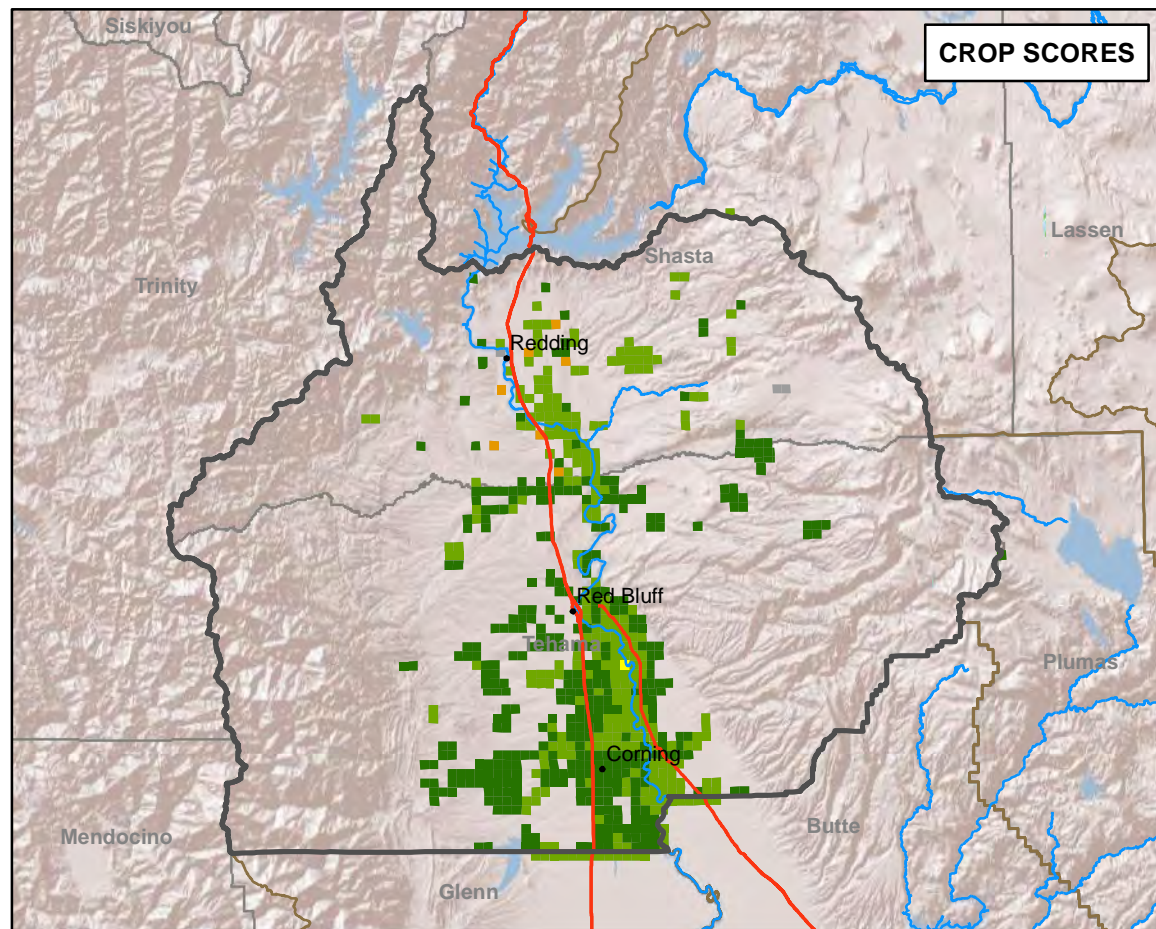 Siskiyou
CROP SCORES
Lassen
Shasta
Trinity
Redding
Red Bluff
Tehama
Plumas
Corning
Mendocino
Butte
Glenn